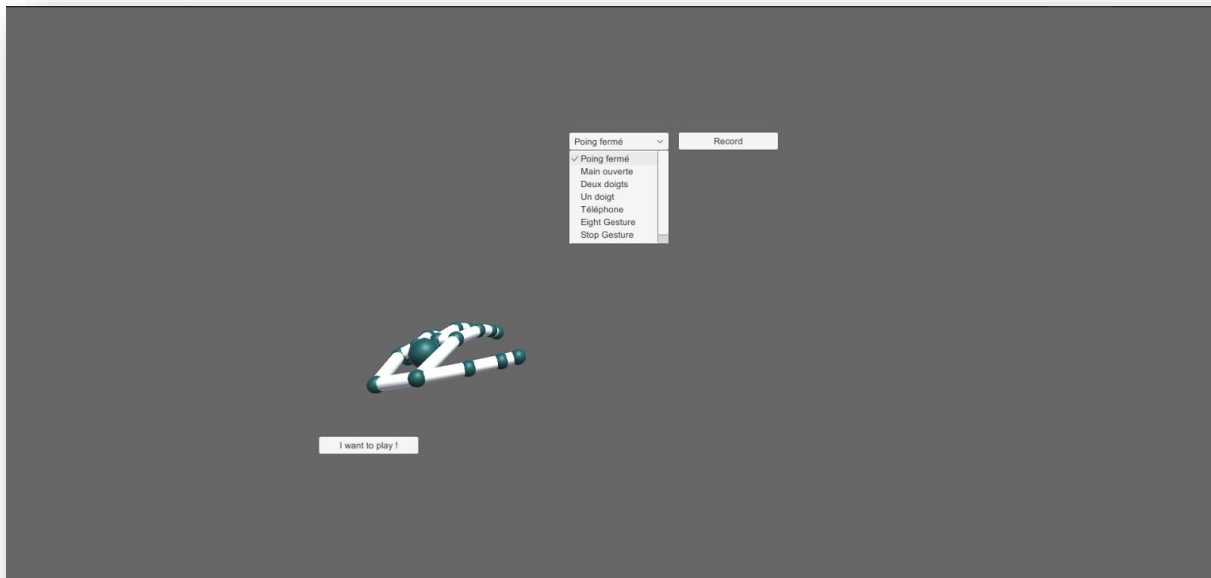 Poing fermé
Record
✓ Poing fermé
Main ouverte
Deux doigts
Un doigt
Téléphone
Eight Gesture
Stop Gesture
I want to play !